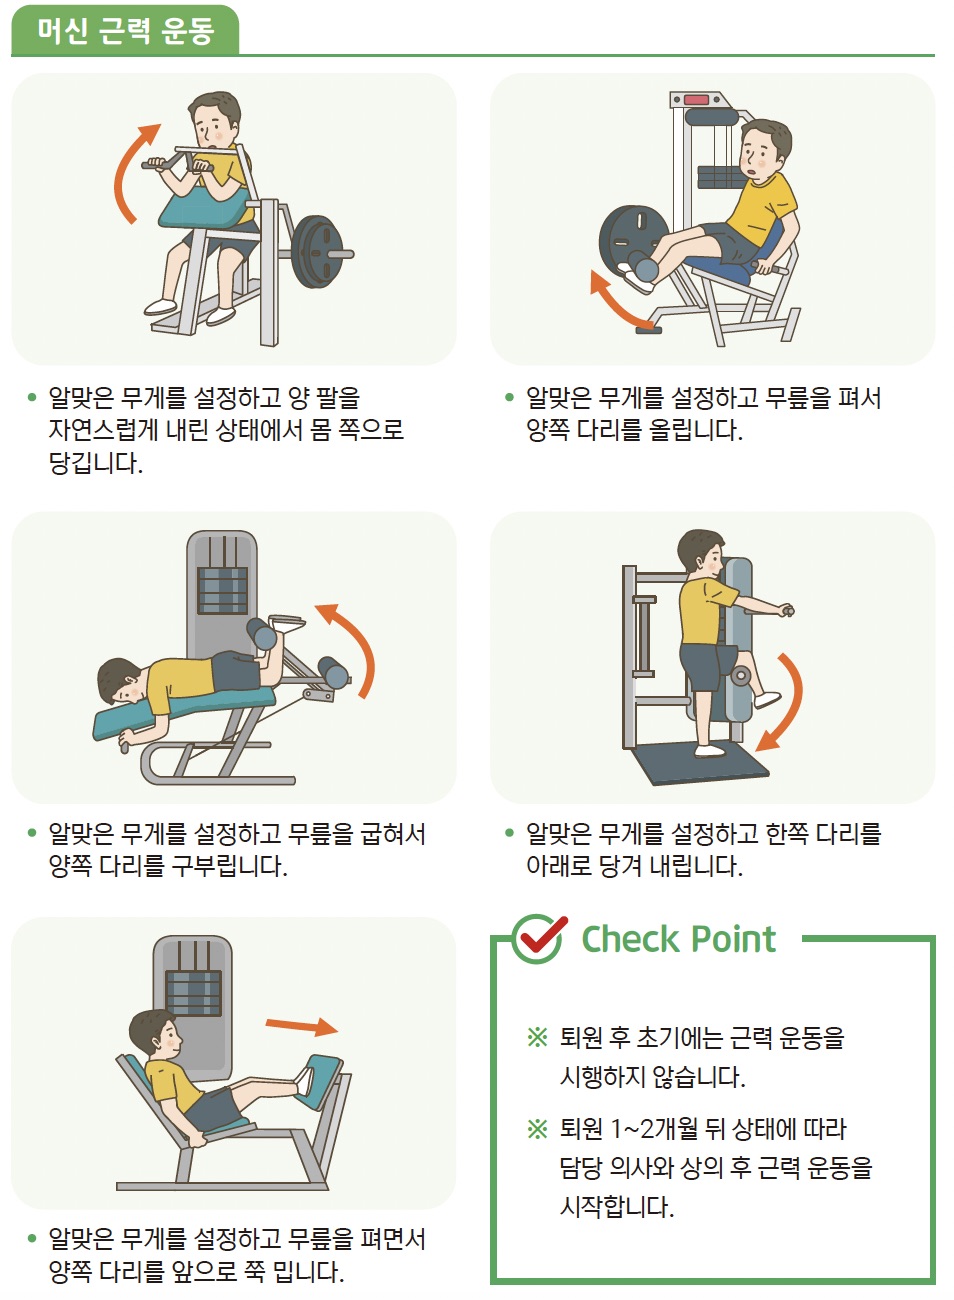 머신 근력 운동
• 알맞은 무게를 설정하고 양 팔을
자연스럽게 내린 상태에서 몸 쪽으로
당깁니다.
• 알맞은 무게를 설정하고 무릎을 펴서
양쪽 다리를 올립니다.
• 알맞은 무게를 설정하고 무릎을 굽혀서
양쪽 다리를 구부립니다.
• 알맞은 무게를 설정하고 한쪽 다리를
아래로 당겨 내립니다.
• 알맞은 무게를 설정하고 무릎을 펴면서
양쪽 다리를 앞으로 쭉 밉니다.
Check Point
※ 퇴원 후 초기에는 근력 운동을
시행하지 않습니다.
※ 퇴원 1~2개월 뒤 상태에 따라
담당 의사와 상의 후 근력 운동을
시작합니다.